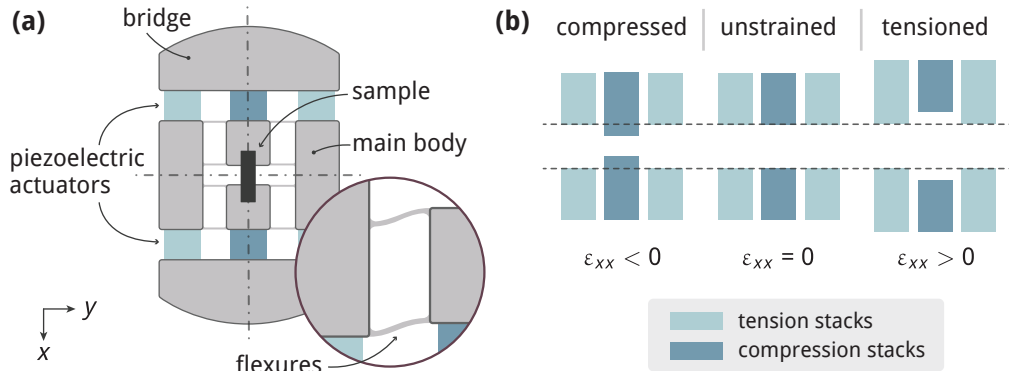 (a)
bridge
sample
main body
piezoelectric
actuators
y
x
flexures
(b)
compressed
unstrained
tensioned
εxx < 0
εxx = 0
εxx > 0
tension stacks
compression stacks